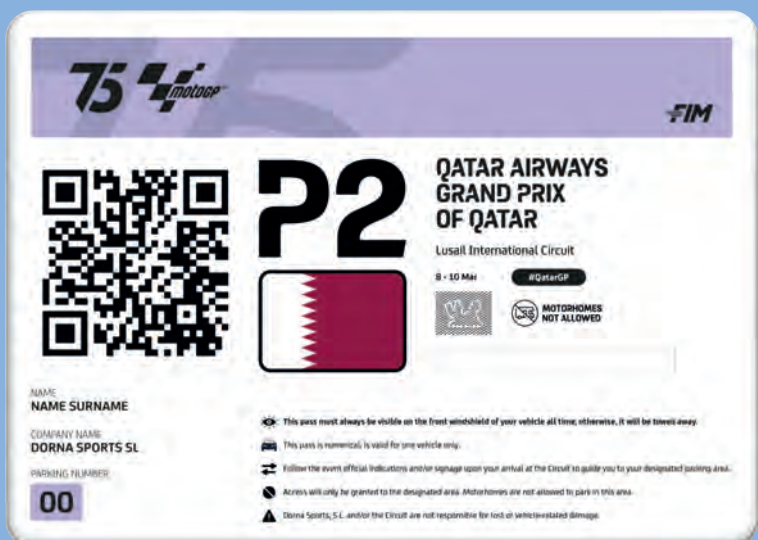 75 motoGP™
FIM
P2
QATAR AIRWAYS
GRAND PRIX
OF QATAR
Lusail International Circuit
8 - 10 Mar
#QatarGP
MOTORHOMES
NOT ALLOWED
NAME
NAME SURNAME
COMPANY NAME
DORNA SPORTS SL
PARKING NUMBER
00
This pass must always be visible on the front windshield of your vehicle all time, otherwise, it will be towed away.
This pass is numerical, is valid for one vehicle only.
Follow the event official indications and/or signage upon your arrival at the Circuit to guide you to your designated parking area.
Access will only be granted to the designated area. Motorhomes are not allowed to park in this area.
Dorna Sports, S.L. and/or the Circuit are not responsible for lost or vehicle-related damage.